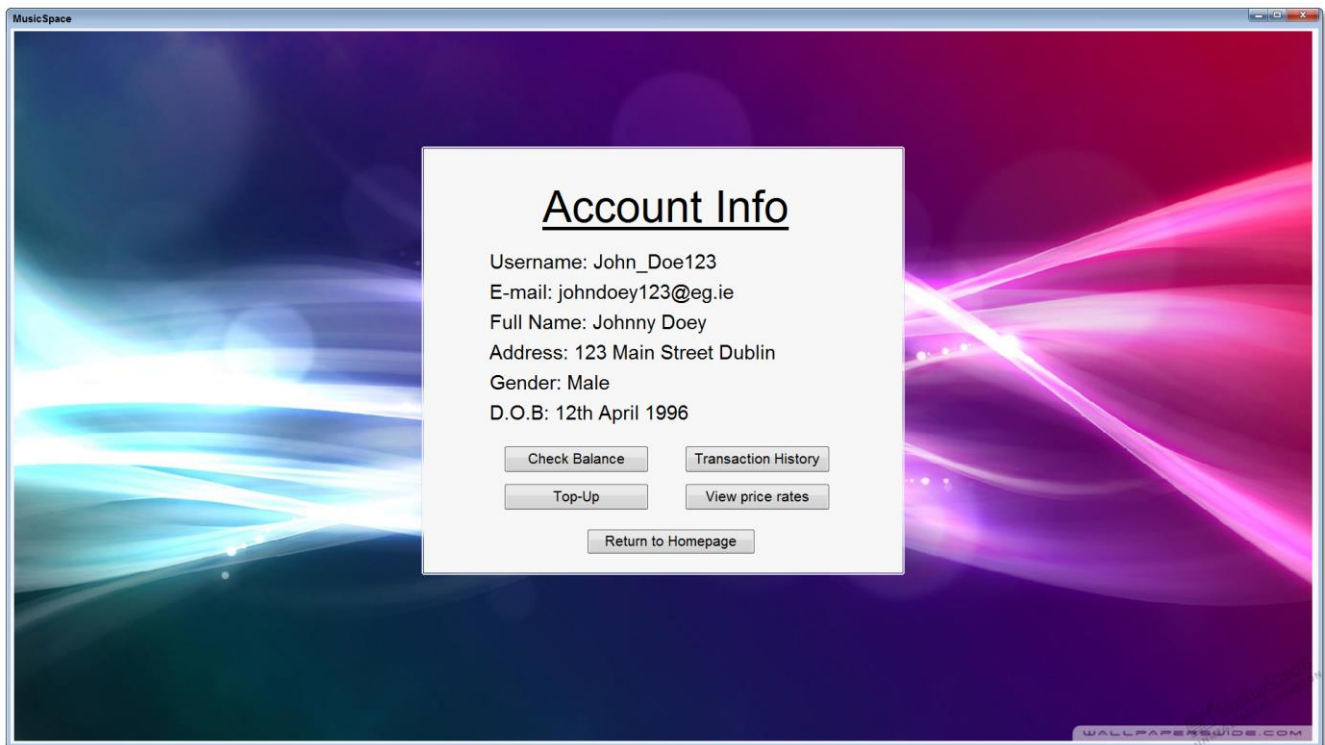 MusicSpace
Account Info
Username: John_Doe123
E-mail: johndoey123@eg.ie
Full Name: Johnny Doey
Address: 123 Main Street Dublin
Gender: Male
D.O.B: 12th April 1996
Check Balance Transaction History
Top-Up View price rates
Return to Homepage
WALLPAPERSWIDE.COM